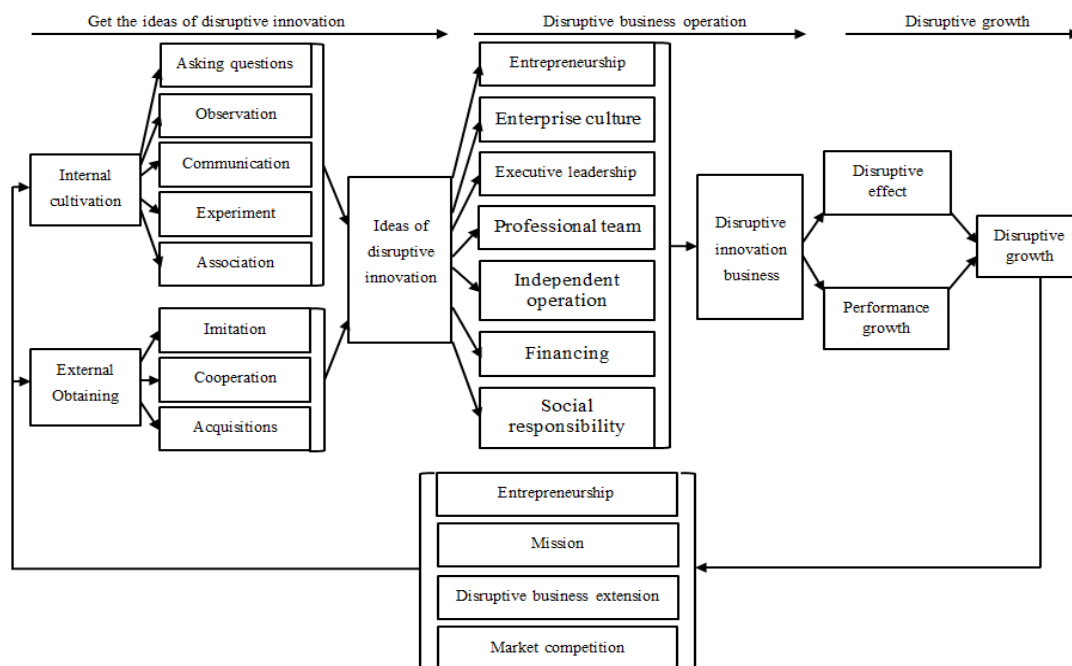 Get the ideas of disruptive innovation
Disruptive business operation
Disruptive growth
Asking questions
Observation
Communication
Experiment
Association
Internal
cultivation
Imitation
Cooperation
Acquisitions
External
Obtaining
Ideas of
disruptive
innovation
Entrepreneurship
Enterprise culture
Executive leadership
Professional team
Independent
operation
Financing
Social
responsibility
Disruptive
innovation
business
Disruptive
effect
Performance
growth
Disruptive
growth
Entrepreneurship
Mission
Disruptive business extension
Market competition